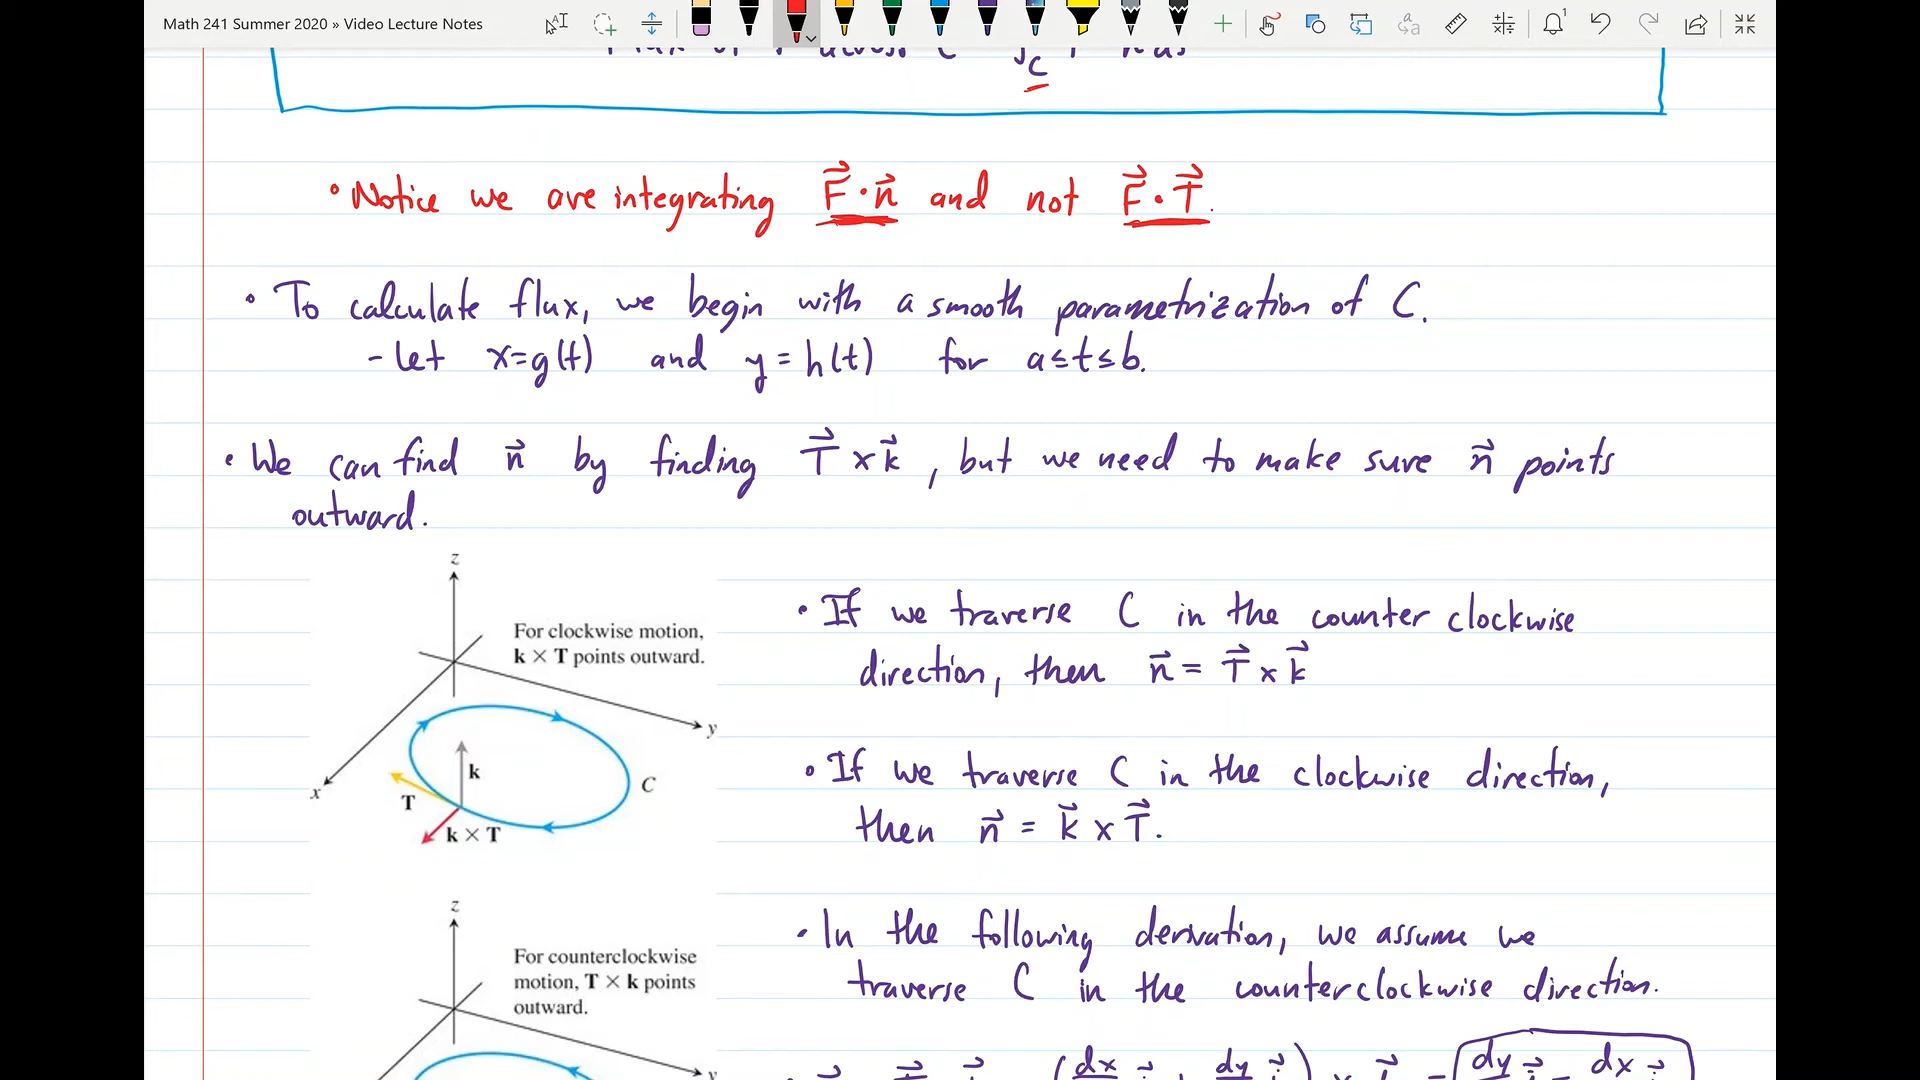 Math 241 Summer 2020 » Video Lecture Notes
C
• Notice we are integrating F⃗ · n⃗ and not F⃗ · T⃗.
• To calculate flux, we begin with a smooth parametrization of C.
- let x = g(t) and y = h(t) for a ≤ t ≤ b.
• We can find n⃗ by finding T⃗ × k⃗, but we need to make sure n⃗ points
outward.
z
For clockwise motion,
k × T points outward.
y
x
k
T
k × T
C
• If we traverse C in the counter clockwise
direction, then n⃗ = T⃗ × k⃗
• If we traverse C in the clockwise direction,
then n⃗ = k⃗ × T⃗.
z
For counterclockwise
motion, T × k points
outward.
y
• In the following derivation, we assume we
traverse C in the counterclockwise direction.
dx dy dy dx